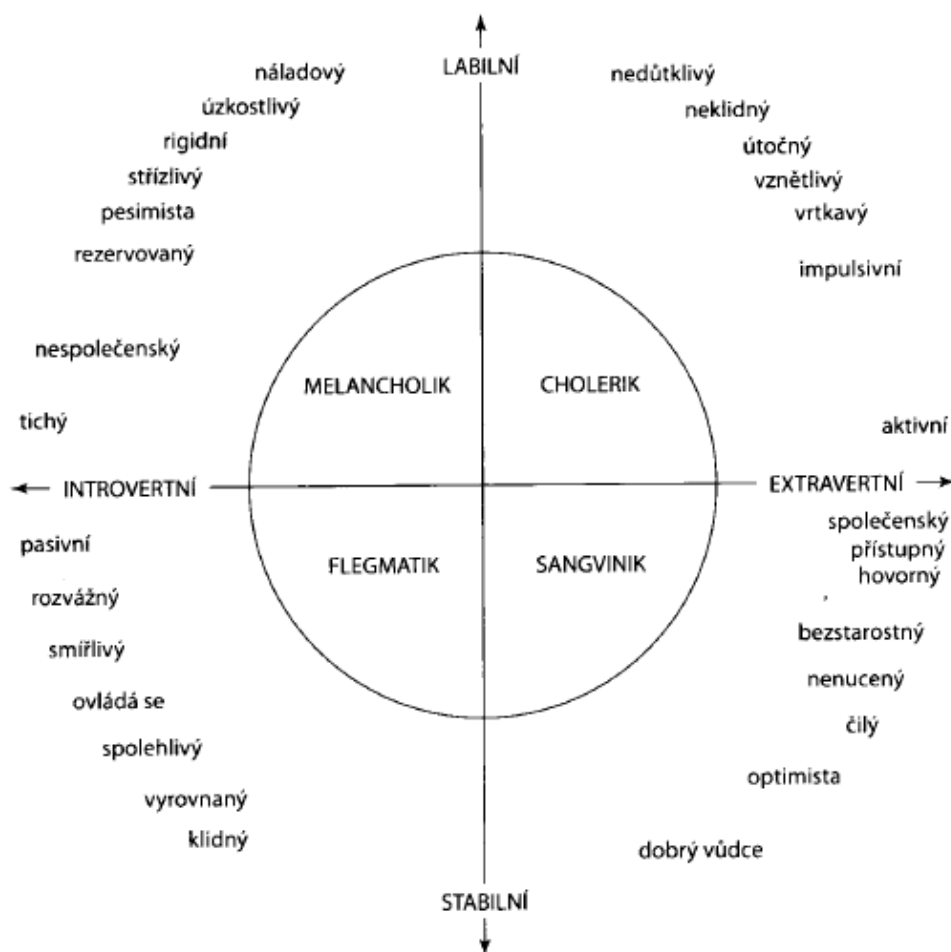 LABILNÍ
náladový
úzkostlivý
rigidní
střízlivý
pesimista
rezervovaný
nespolečenský
tichý
nedůtklivý
neklidný
útočný
vznětlivý
vrtkavý
impulsivní
aktivní
MELANCHOLIK
CHOLERIK
INTROVERTNÍ
EXTRAVERTNÍ
FLEGMATIK
SANGVINIK
pasivní
rozvážný
smířlivý
ovládá se
spolehlivý
vyrovnaný
klidný
společenský
přístupný
hovorný
bezstarostný
nenucený
čilý
optimista
dobrý vůdce
STABILNÍ